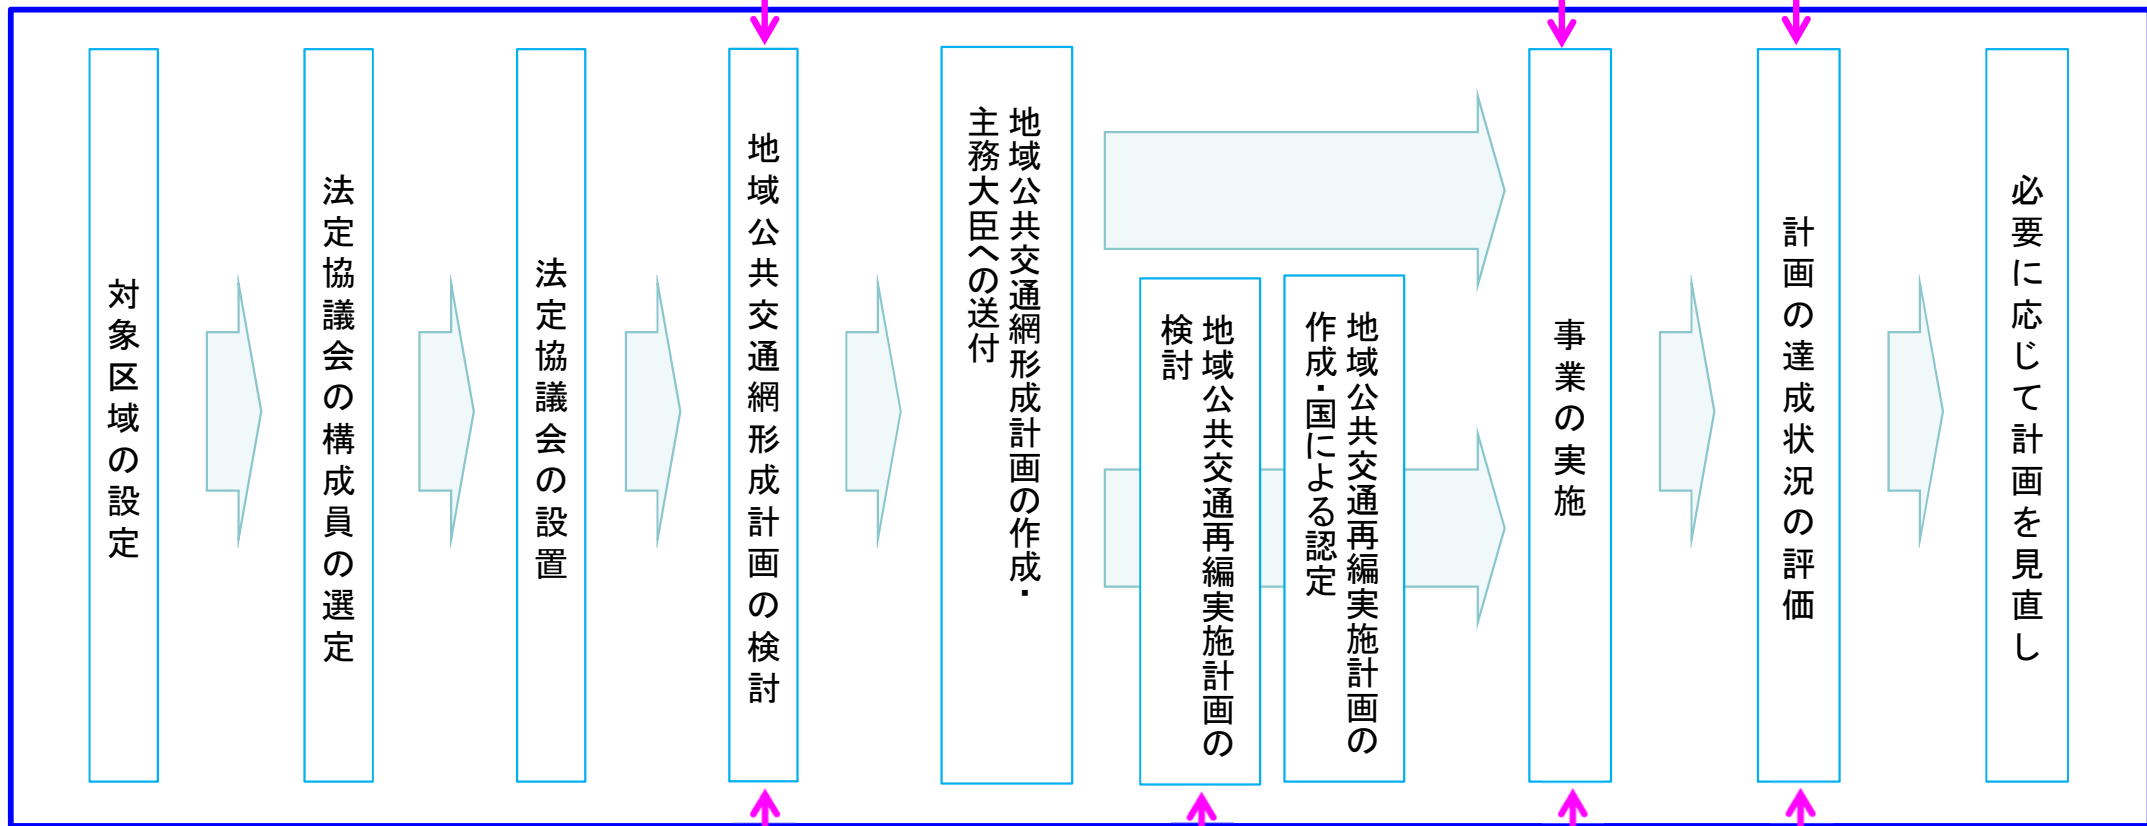 対象区域の設定
法定協議会の構成員の選定
法定協議会の設置
地域公共交通網形成計画の検討
地域公共交通網形成計画の作成・
主務大臣への送付
地域公共交通再編実施計画の
検討
地域公共交通再編実施計画の
作成・国による認定
事業の実施
計画の達成状況の評価
必要に応じて計画を見直し